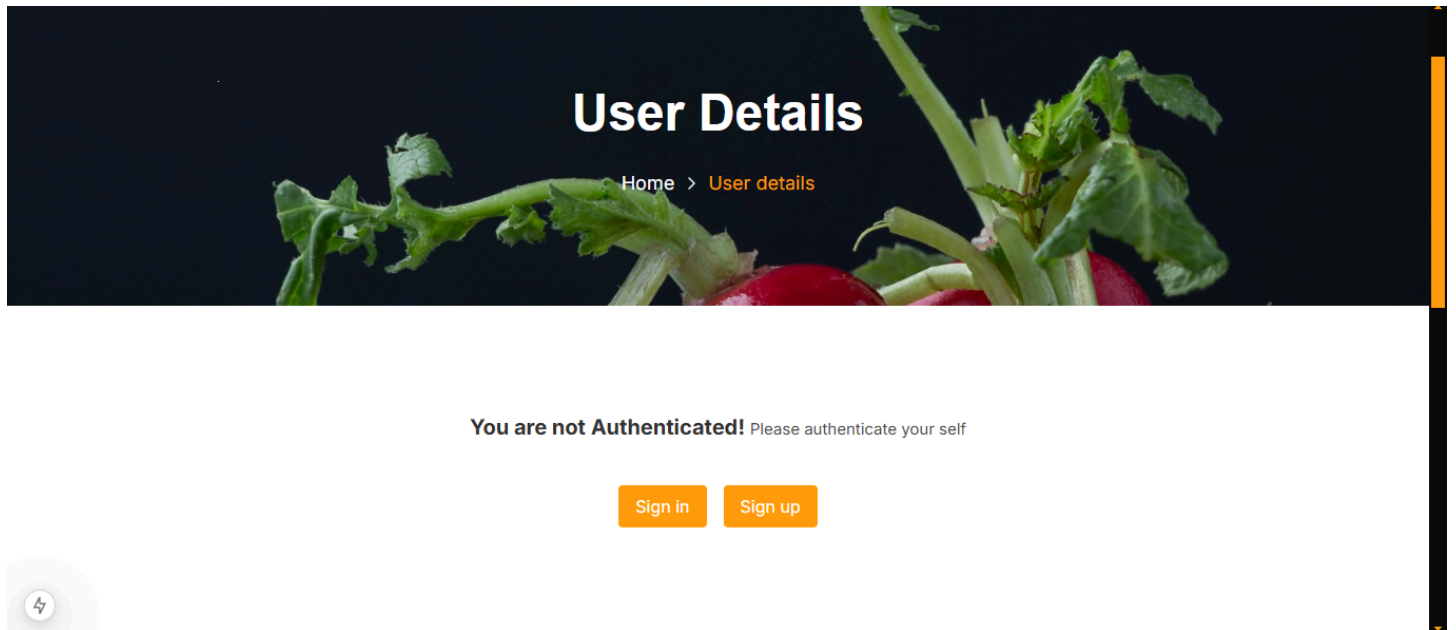 User Details
Home > User details
You are not Authenticated! Please authenticate your self
Sign in Sign up